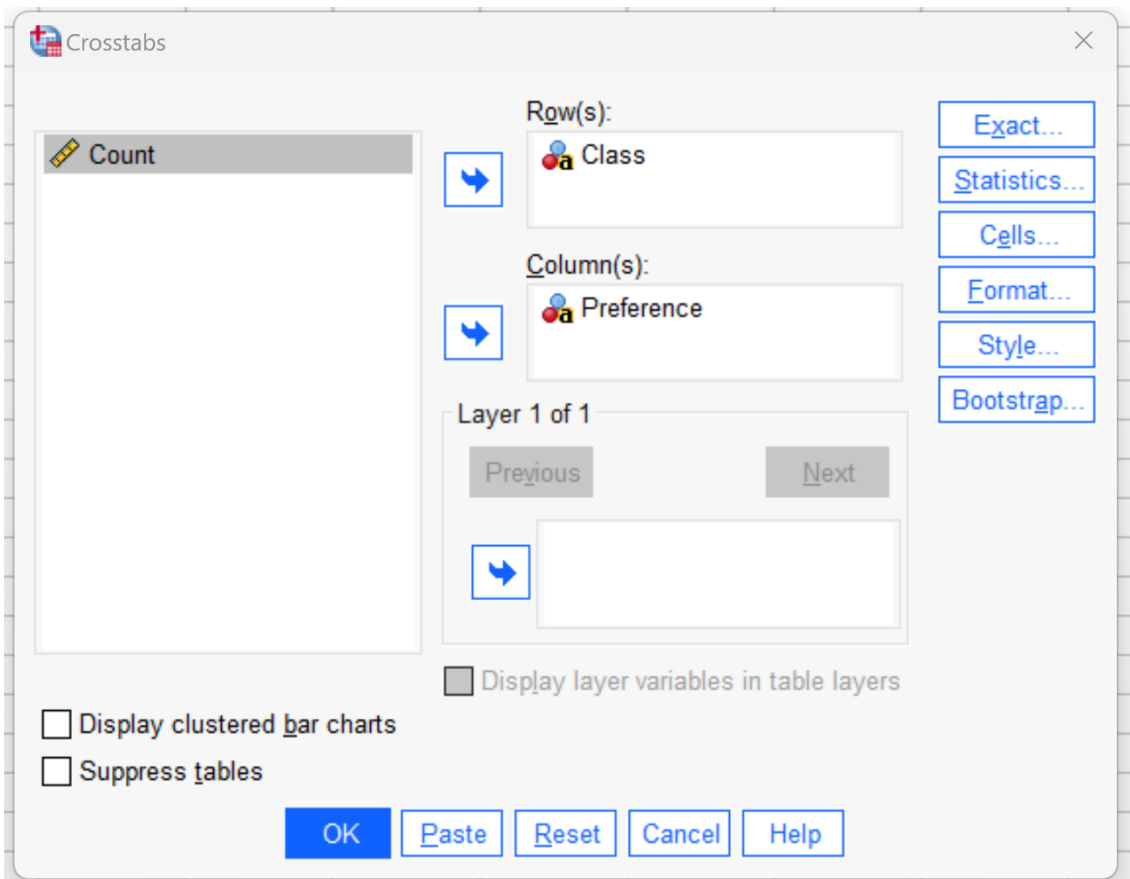 Crosstabs
Count
Row(s):
Class
Column(s):
Preference
Layer 1 of 1
Previous
Next
Display layer variables in table layers
Exact...
Statistics...
Cells...
Format...
Style...
Bootstrap...
Display clustered bar charts
Suppress tables
OK
Paste
Reset
Cancel
Help